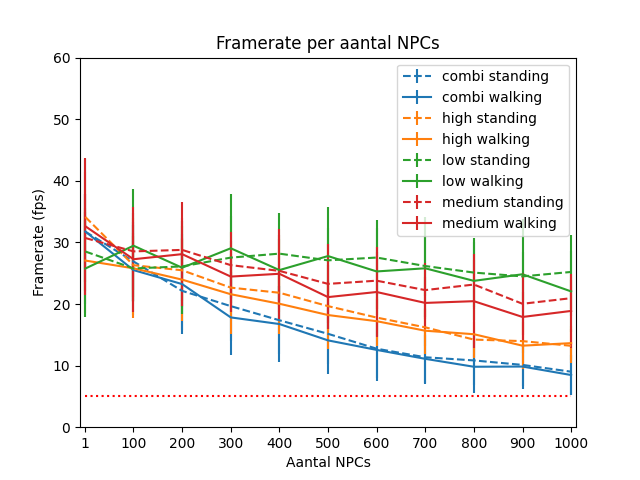 Framerate per aantal NPCs
60
50
40
30
20
10
0
Framerate (fps)
combi standing
combi walking
high standing
high walking
low standing
low walking
medium standing
medium walking
1 100 200 300 400 500 600 700 800 900 1000
Aantal NPCs